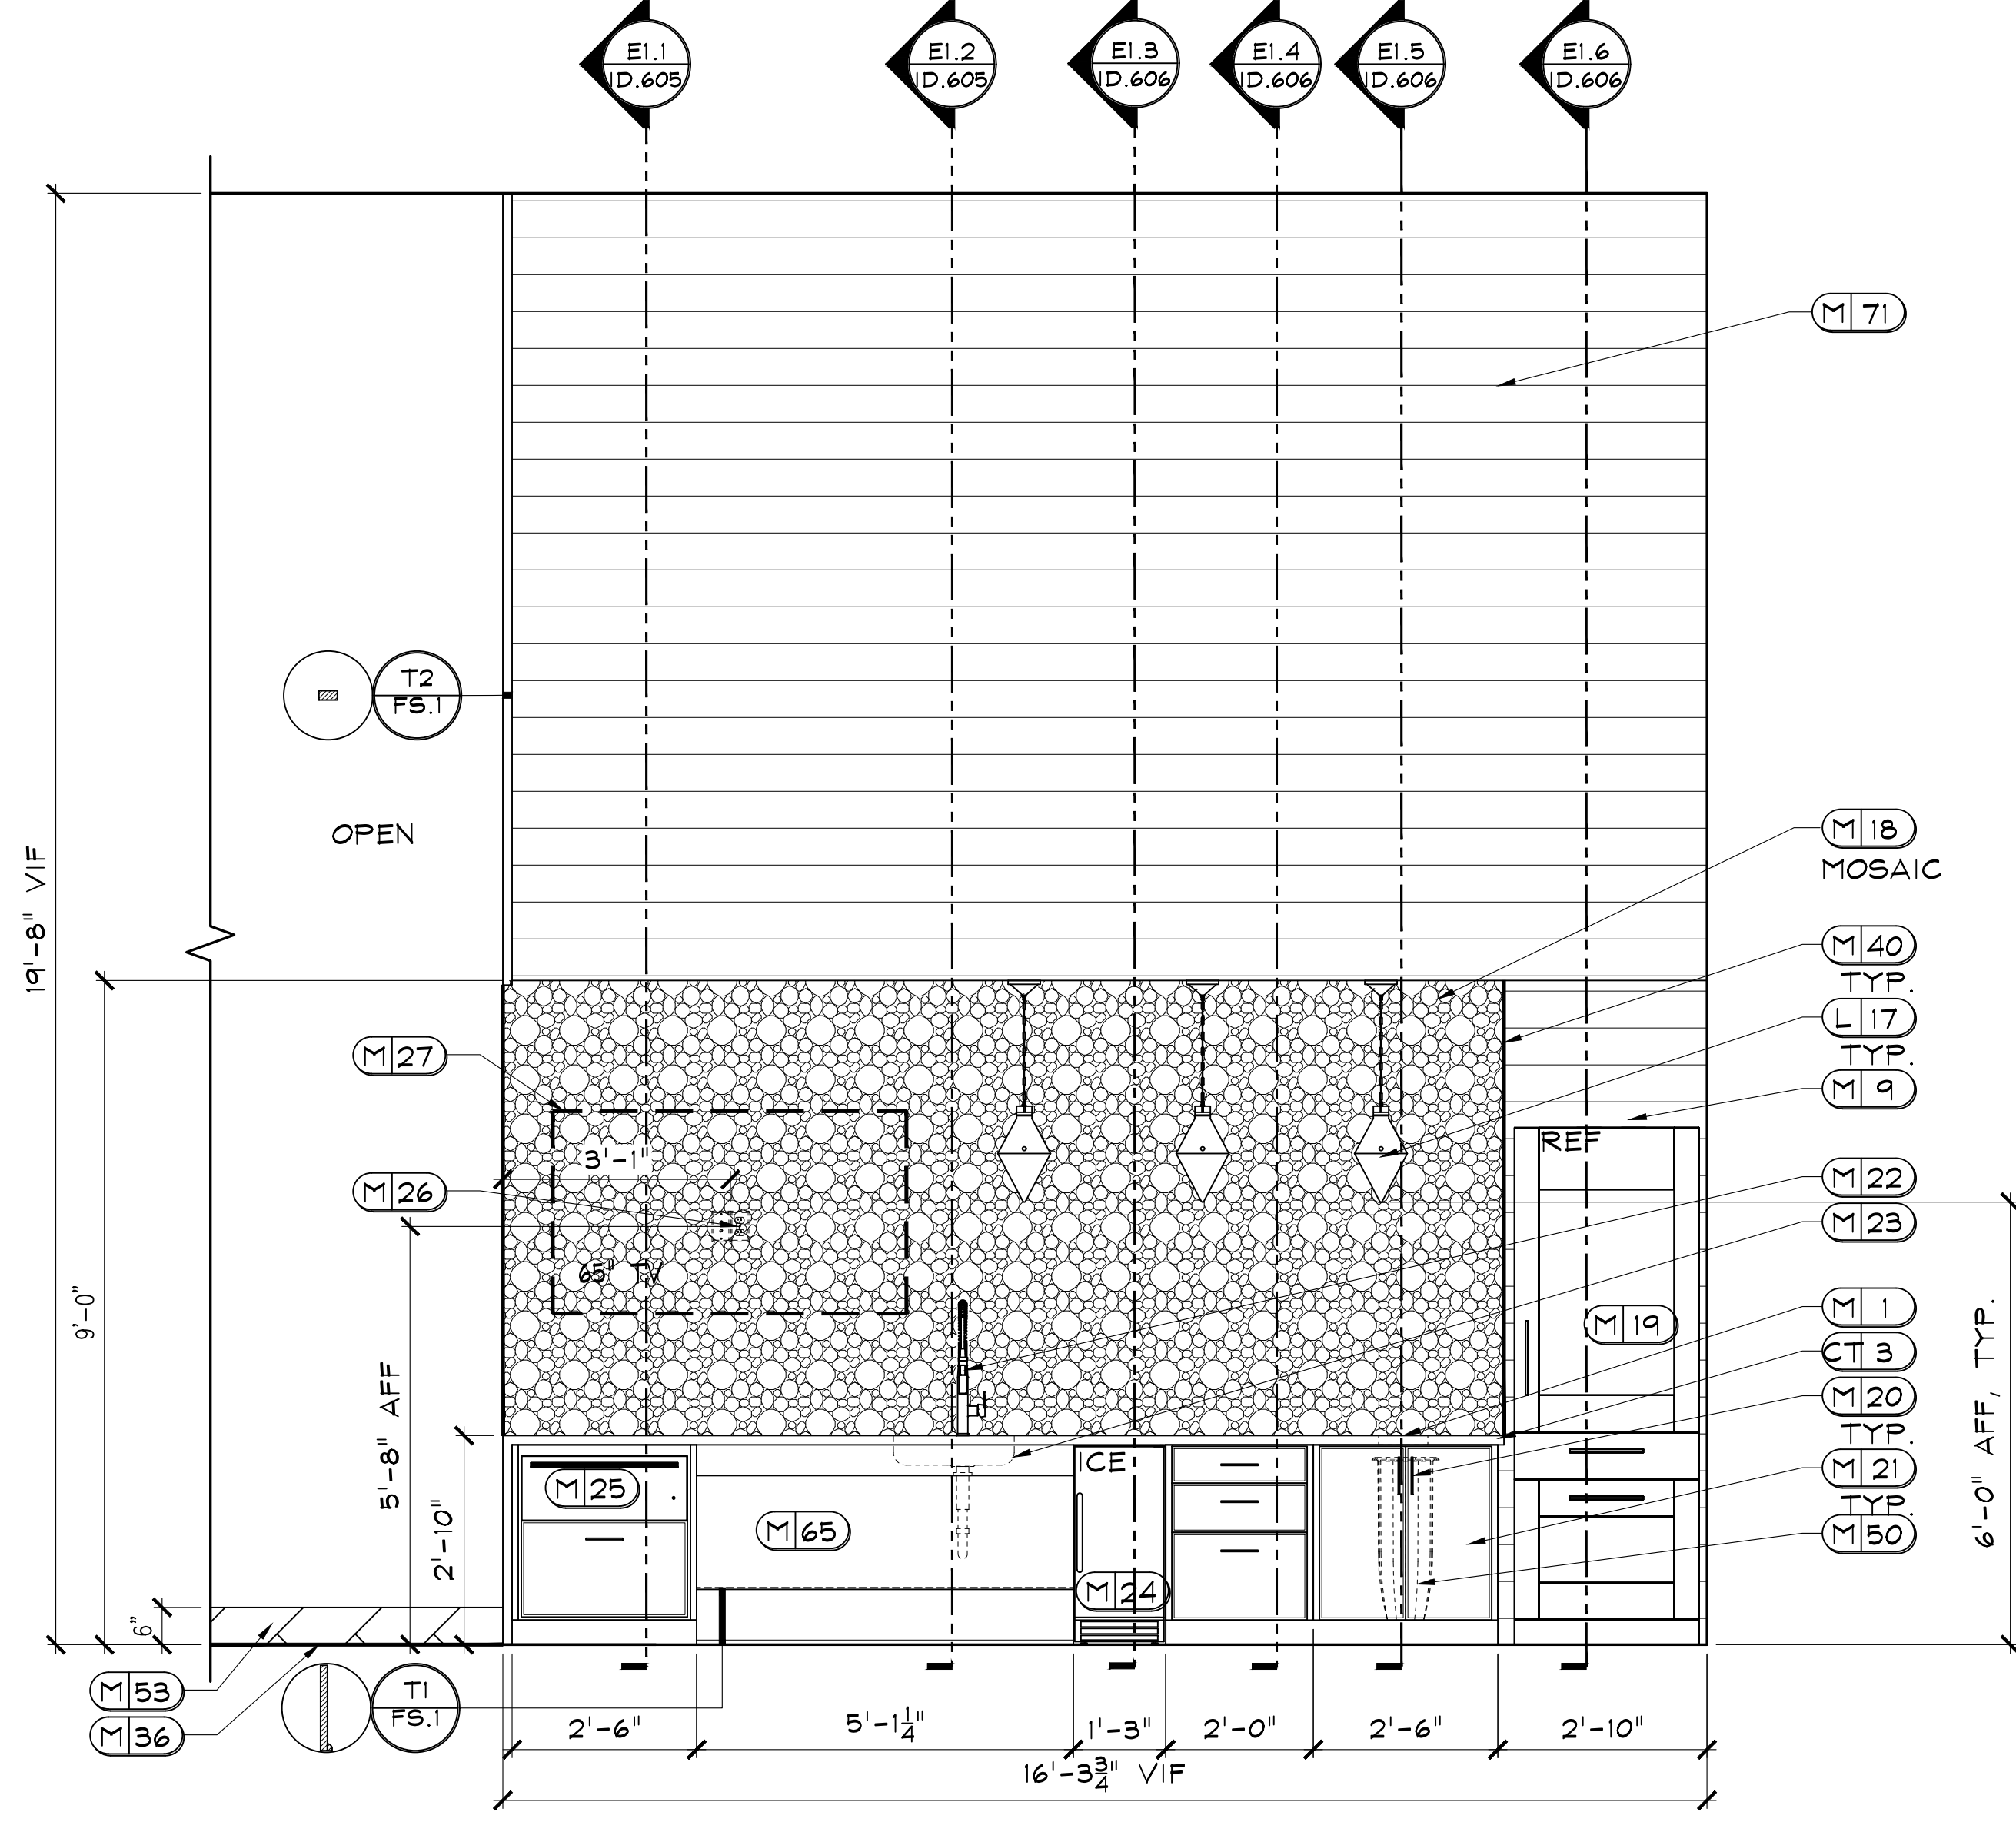 E1.1
ID.605
E1.2
ID.605
E1.3
ID.606
E1.4
ID.606
E1.5
ID.606
E1.6
ID.606
M 71
T2
FS.1
OPEN
19'-8" VIF
M 18
MOSAIC
M 40
TYP.
L 17
TYP.
M 9
M 27
3'-1"
REF
M 26
M 22
M 23
65" TV
9'-0"
M 19
M 1
CT 3
M 20
TYP.
M 21
TYP.
M 50
6'-0" AFF, TYP.
5'-8" AFF
2'-10"
ICE
M 25
M 65
M 24
6"
M 53
M 36
T1
FS.1
2'-6"
5'-1 1/4"
1'-3"
2'-0"
2'-6"
2'-10"
16'-3 3/4" VIF